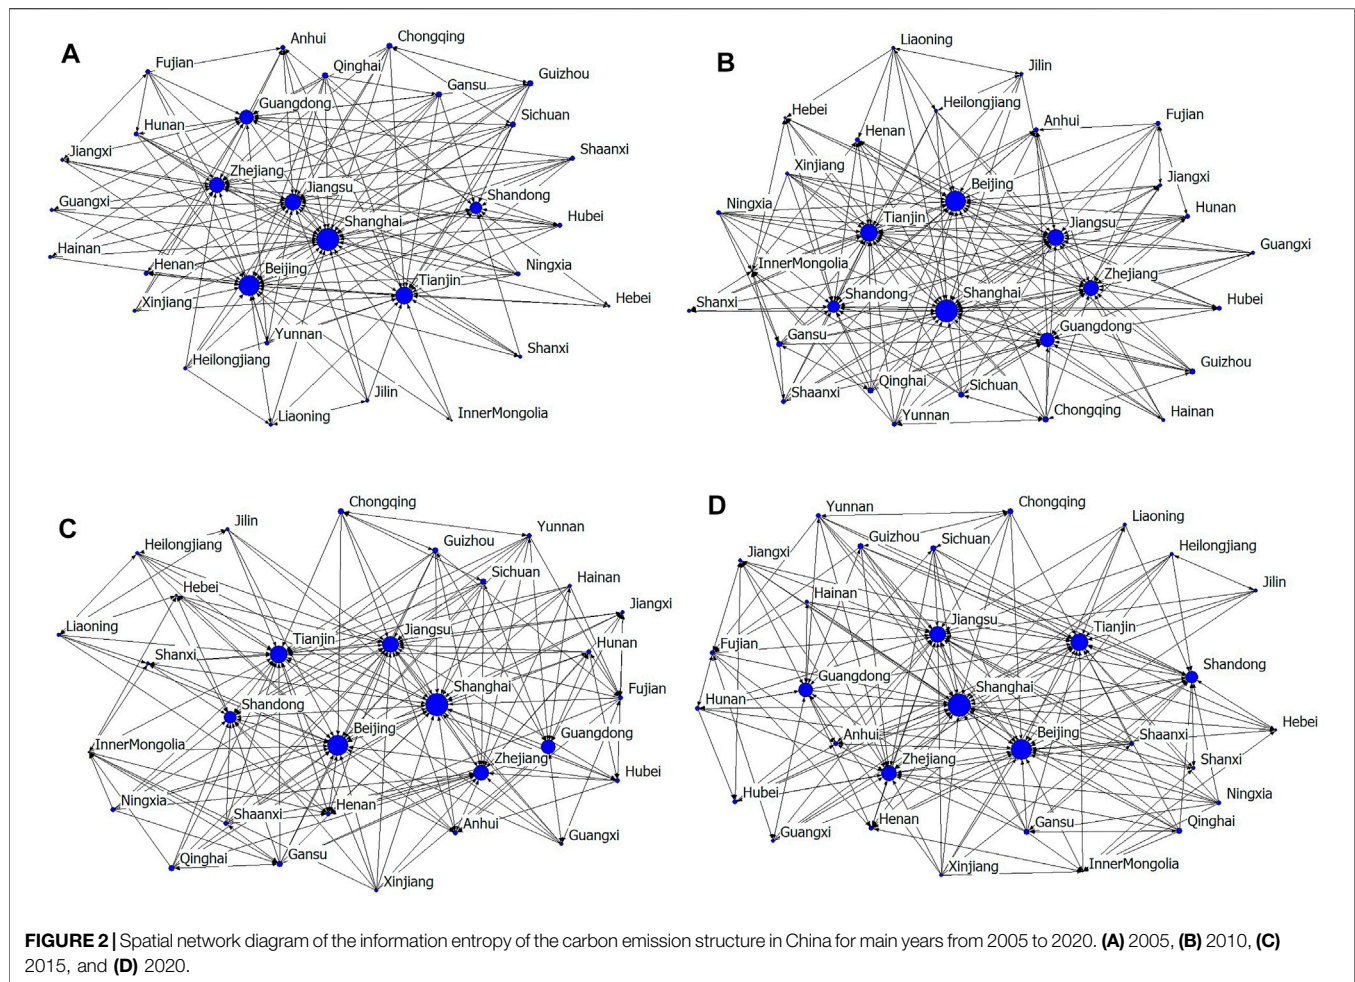 A
Anhui
Chongqing
Fujian
Qinghai
Gansu
Guizhou
Guangdong
Hunan
Sichuan
Jiangxi
Shaanxi
Zhejiang
Jiangsu
Shandong
Guangxi
Shanghai
Hubei
Hainan
Henan
Beijing
Tianjin
Ningxia
Xinjiang
Hebei
Yunnan
Heilongjiang
Shanxi
Jilin
Liaoning
InnerMongolia
B
Liaoning
Jilin
Hebei
Heilongjiang
Henan
Anhui
Fujian
Xinjiang
Beijing
Jiangxi
Ningxia
Tianjin
Jiangsu
Hunan
Guangxi
InnerMongolia
Zhejiang
Shanxi
Shandong
Shanghai
Hubei
Gansu
Guangdong
Guizhou
Shaanxi
Qinghai
Sichuan
Yunnan
Chongqing
Hainan
C
Chongqing
Jilin
Yunnan
Heilongjiang
Guizhou
Hebei
Sichuan
Hainan
Liaoning
Jiangxi
Tianjin
Jiangsu
Hunan
Shanxi
Shanghai
Fujian
Shandong
Beijing
Guangdong
InnerMongolia
Zhejiang
Hubei
Ningxia
Shaanxi
Henan
Anhui
Guangxi
Qinghai
Gansu
Xinjiang
D
Yunnan
Chongqing
Liaoning
Guizhou
Sichuan
Heilongjiang
Jiangxi
Hainan
Jilin
Jiangsu
Tianjin
Fujian
Guangdong
Shandong
Hunan
Shanghai
Anhui
Beijing
Shaanxi
Hebei
Zhejiang
Shanxi
Hubei
Ningxia
Guangxi
Henan
Gansu
Qinghai
Xinjiang
InnerMongolia
FIGURE 2 | Spatial network diagram of the information entropy of the carbon emission structure in China for main years from 2005 to 2020. (A) 2005, (B) 2010, (C)
2015, and (D) 2020.